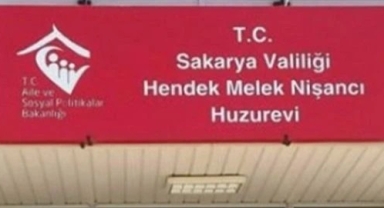 T.C.
Aile ve
Sosyal Politikalar
Bakanlığı
T.C.
Sakarya Valiliği
Hendek Melek Nişancı
Huzurevi